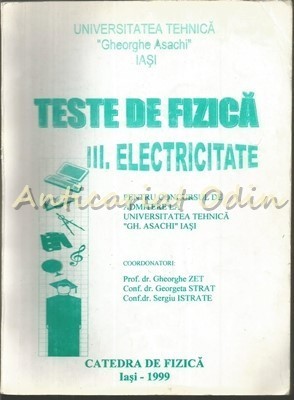 UNIVERSITATEA TEHNICĂ
"Gheorghe Asachi"
IAŞI
TESTE DE FIZICĂ
III. ELECTRICITATE
Anticariat Odin
PENTRU CONCURSUL DE
ADMITERE LA
UNIVERSITATEA TEHNICĂ
"GH. ASACHI" IAŞI
COORDONATORI:
Prof. dr. Gheorghe ZET
Conf. dr. Georgeta STRAT
Conf.dr. Sergiu ISTRATE
CATEDRA DE FIZICĂ
Iaşi - 1999